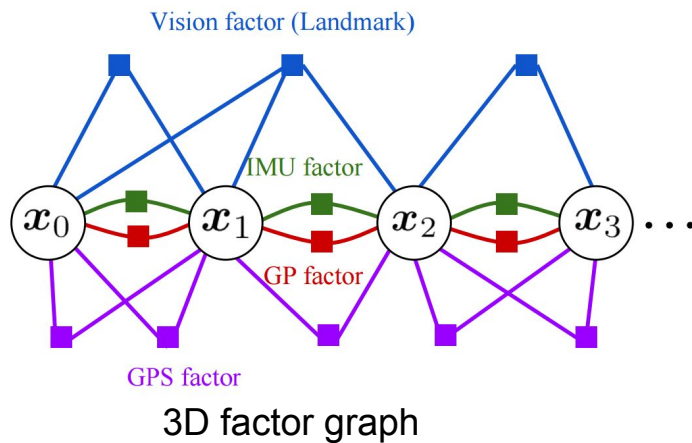 Vision factor (Landmark)
IMU factor
x₀ x₁ x₂ x₃ ...
GP factor
GPS factor
3D factor graph